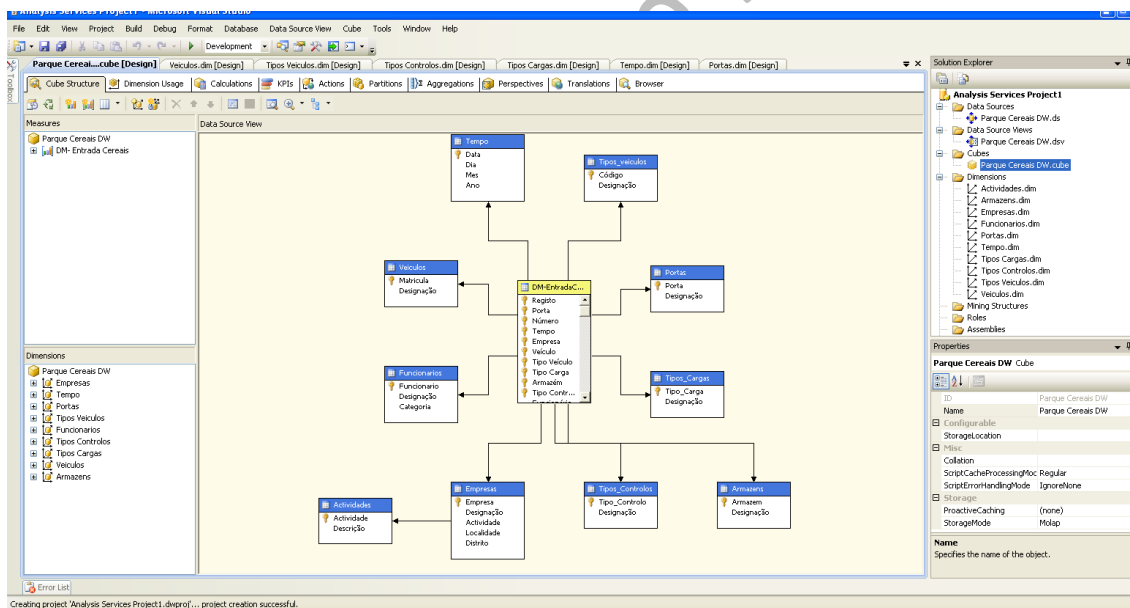 Analysis Services Project1 - Microsoft Visual Studio
File Edit View Project Build Debug Format Database Data Source View Cube Tools Window Help
Development
Parque Cereai....cube [Design] Veiculos.dim [Design] Tipos Veiculos.dim [Design] Tipos Controlos.dim [Design] Tipos Cargas.dim [Design] Tempo.dim [Design] Portas.dim [Design]
Toolbox
Cube Structure Dimension Usage Calculations KPIs Actions Partitions Aggregations Perspectives Translations Browser
Measures
Parque Cereais DW
DM- Entrada Cereais
Dimensions
Parque Cereais DW
Empresas
Tempo
Portas
Tipos Veiculos
Funcionarios
Tipos Controlos
Tipos Cargas
Veiculos
Armazens
Data Source View
Tempo
Data
Dia
Mes
Ano
Tipos_veiculos
Código
Designação
Veiculos
Matricula
Designação
DM-EntradaC...
Registo
Porta
Número
Tempo
Empresa
Veículo
Tipo Veículo
Tipo Carga
Armazém
Tipo Contr...
Funcionário
Portas
Porta
Designação
Funcionarios
Funcionario
Designação
Categoria
Tipos_Cargas
Tipo_Carga
Designação
Actividades
Actividade
Descrição
Empresas
Empresa
Designação
Actividade
Localidade
Distrito
Tipos_Controlos
Tipo_Controlo
Designação
Armazens
Armazem
Designação
Solution Explorer
Analysis Services Project1
Data Sources
Parque Cereais DW.ds
Data Source Views
Parque Cereais DW.dsv
Cubes
Parque Cereais DW.cube
Dimensions
Actividades.dim
Armazens.dim
Empresas.dim
Funcionarios.dim
Portas.dim
Tempo.dim
Tipos Cargas.dim
Tipos Controlos.dim
Tipos Veiculos.dim
Veiculos.dim
Mining Structures
Roles
Assemblies
Properties
Parque Cereais DW Cube
ID Parque Cereais DW
Name Parque Cereais DW
Configurable
StorageLocation
Misc
Collation
ScriptCacheProcessingMoc Regular
ScriptErrorHandlingMode IgnoreNone
Storage
ProactiveCaching (none)
StorageMode Molap
Name
Specifies the name of the object.
Error List
Creating project 'Analysis Services Project1.dwproj'... project creation successful.